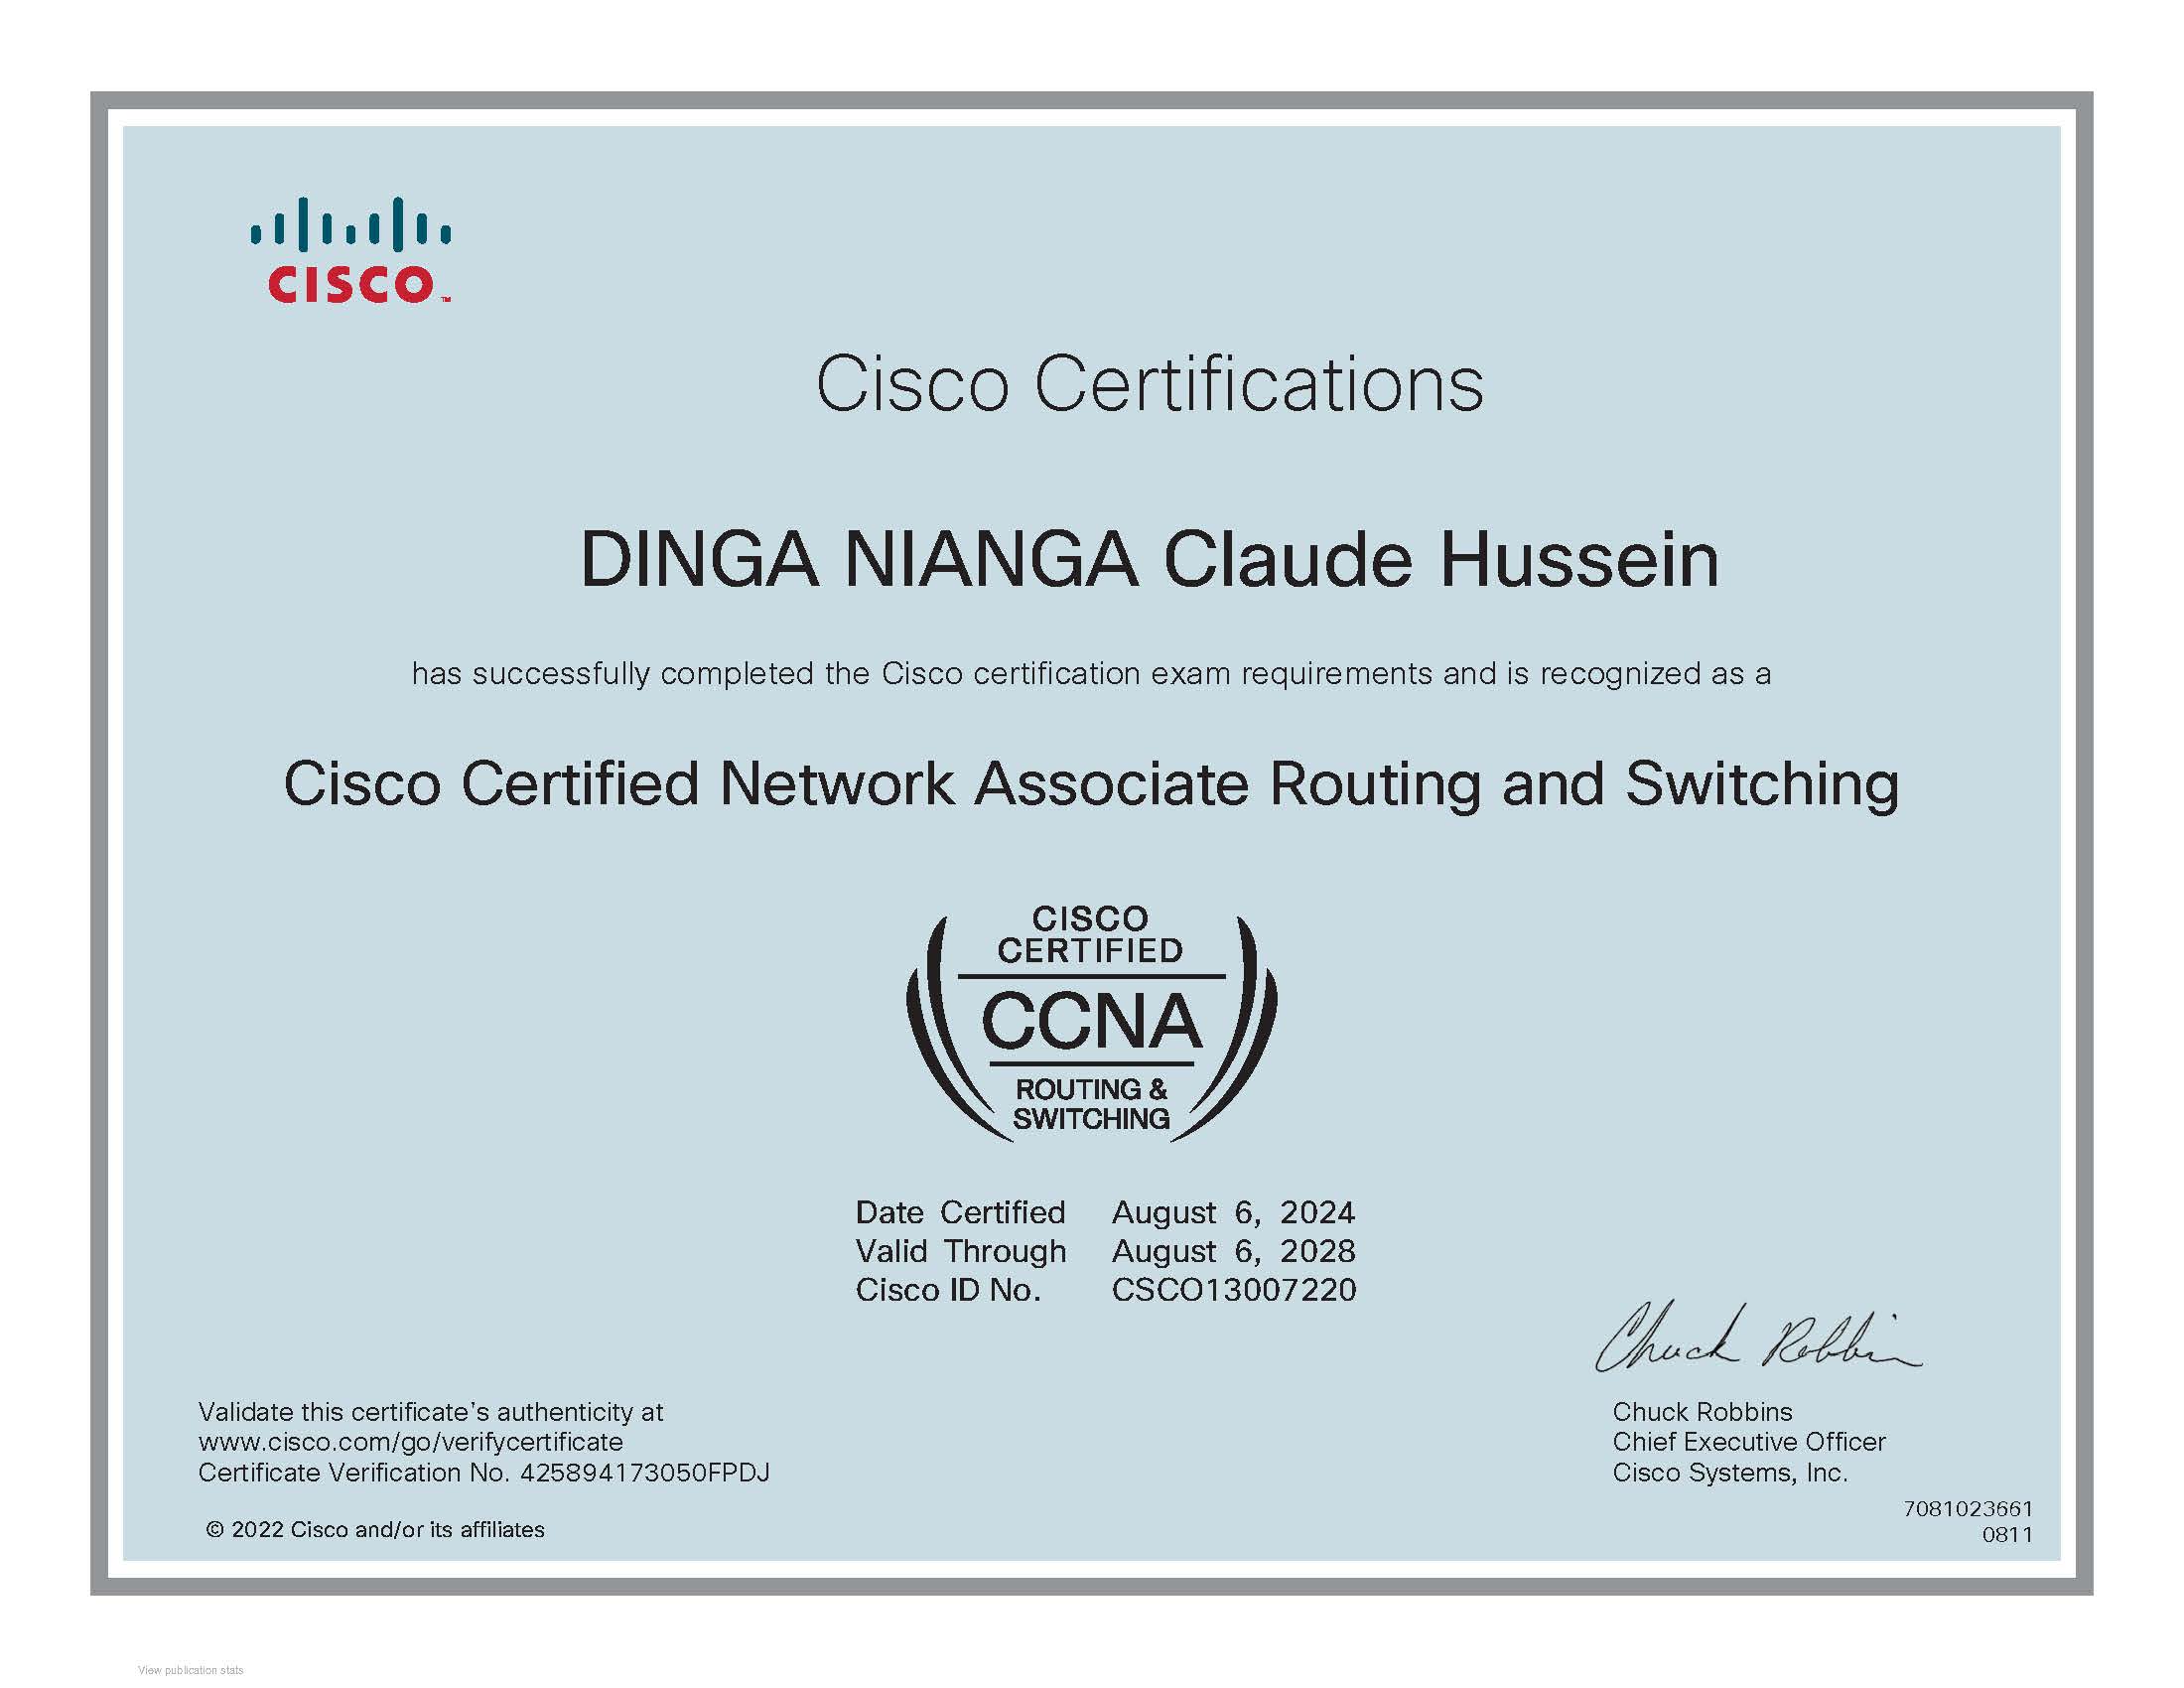 CISCO™
Cisco Certifications
DINGA NIANGA Claude Hussein
has successfully completed the Cisco certification exam requirements and is recognized as a
Cisco Certified Network Associate Routing and Switching
CISCO
CERTIFIED
CCNA
ROUTING &
SWITCHING
Date Certified August 6, 2024
Valid Through August 6, 2028
Cisco ID No. CSCO13007220
Chuck Robbin
Validate this certificate's authenticity at
www.cisco.com/go/verifycertificate
Certificate Verification No. 425894173050FPDJ
© 2022 Cisco and/or its affiliates
Chuck Robbins
Chief Executive Officer
Cisco Systems, Inc.
7081023661
0811
View publication stats